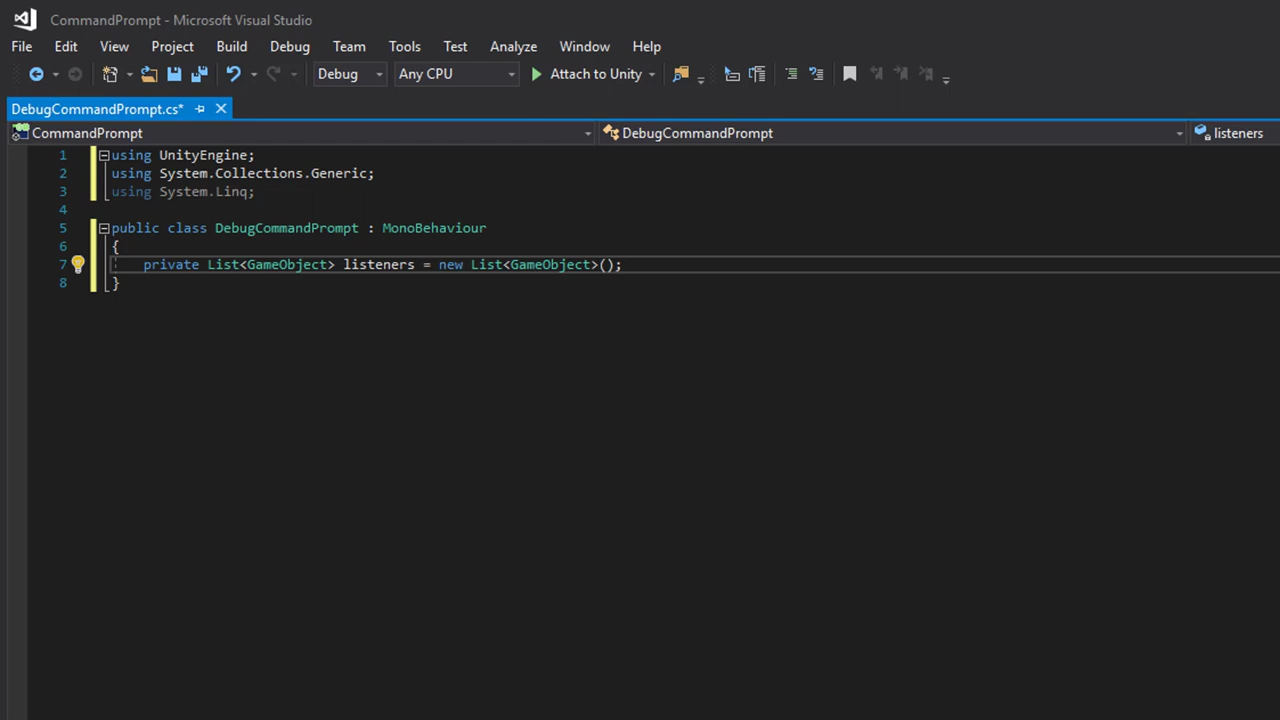 CommandPrompt - Microsoft Visual Studio
File Edit View Project Build Debug Team Tools Test Analyze Window Help
Debug Any CPU Attach to Unity
DebugCommandPrompt.cs*
CommandPrompt DebugCommandPrompt listeners
1 using UnityEngine;
2 using System.Collections.Generic;
3 using System.Linq;
4
5 public class DebugCommandPrompt : MonoBehaviour
6 {
7 private List<GameObject> listeners = new List<GameObject>();
8 }